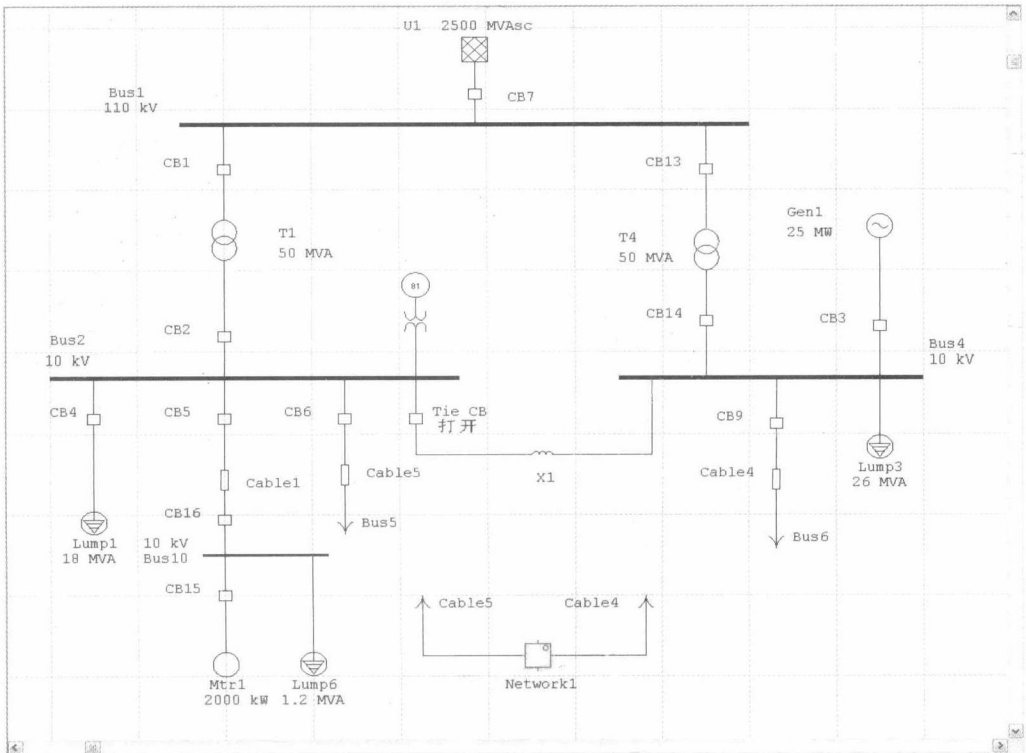 U1 2500 MVAsc
CB7
Bus1
110 kV
CB1
CB13
T1
50 MVA
T4
50 MVA
Gen1
25 MW
81
CB2
CB14
CB3
Bus2
10 kV
Bus4
10 kV
CB4
CB5
CB6
Tie CB
打开
CB9
Cable1
Cable5
X1
Cable4
Lump3
26 MVA
CB16
Bus5
Bus6
Lump1
18 MVA
10 kV
Bus10
CB15
Cable5
Cable4
Mtr1
2000 kW
Lump6
1.2 MVA
Network1